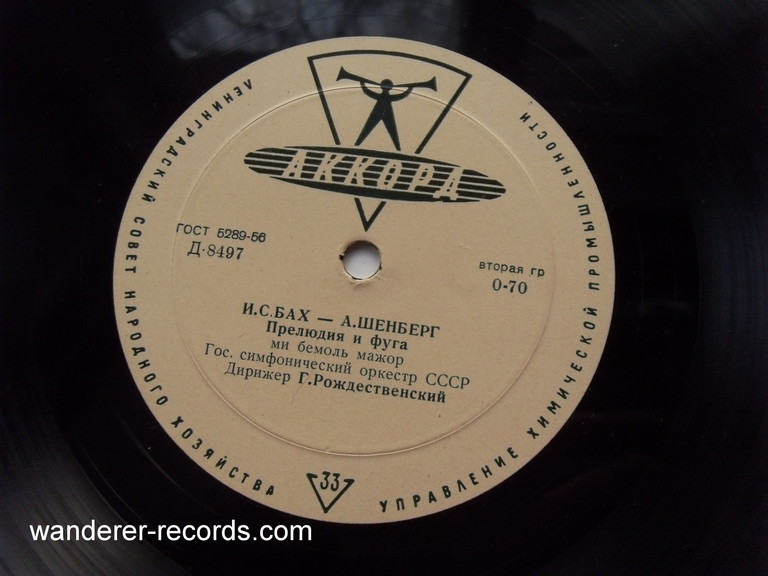 ЛЕНИНГРАДСКИЙ СОВЕТ НАРОДНОГО ХОЗЯЙСТВА
УПРАВЛЕНИЕ ХИМИЧЕСКОЙ ПРОМЫШЛЕННОСТИ
АККОРД
ГОСТ 5289-56
Д-8497
вторая гр
0-70
И.С.БАХ — А.ШЕНБЕРГ
Прелюдия и фуга
ми бемоль мажор
Гос. симфонический оркестр СССР
Дирижер Г.Рождественский
33
wanderer-records.com